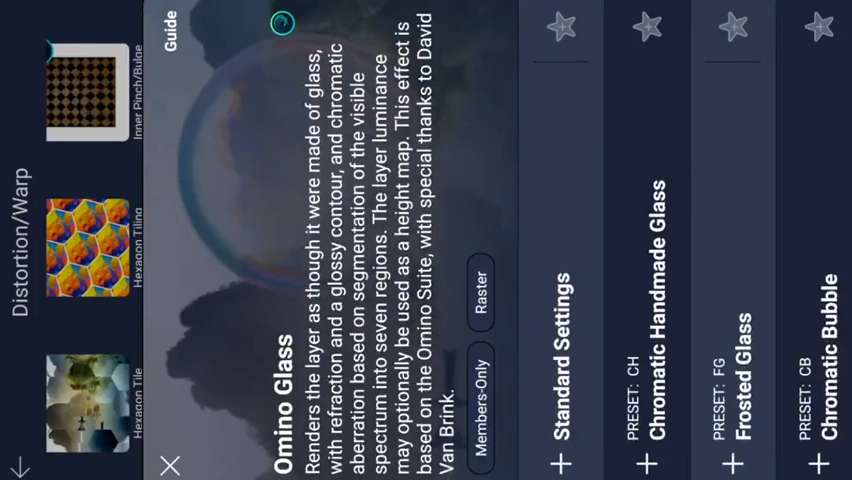 Distortion/Warp
Hexagon Tile
Hexagon Tiling
Inner Pinch/Bulge
Guide
Omino Glass
Renders the layer as though it were made of glass,
with refraction and a glossy contour, and chromatic
aberration based on segmentation of the visible
spectrum into seven regions. The layer luminance
may optionally be used as a height map. This effect is
based on the Omino Suite, with special thanks to David
Van Brink.
Members-Only
Raster
Standard Settings
PRESET: CH
Chromatic Handmade Glass
PRESET: FG
Frosted Glass
PRESET: CB
Chromatic Bubble